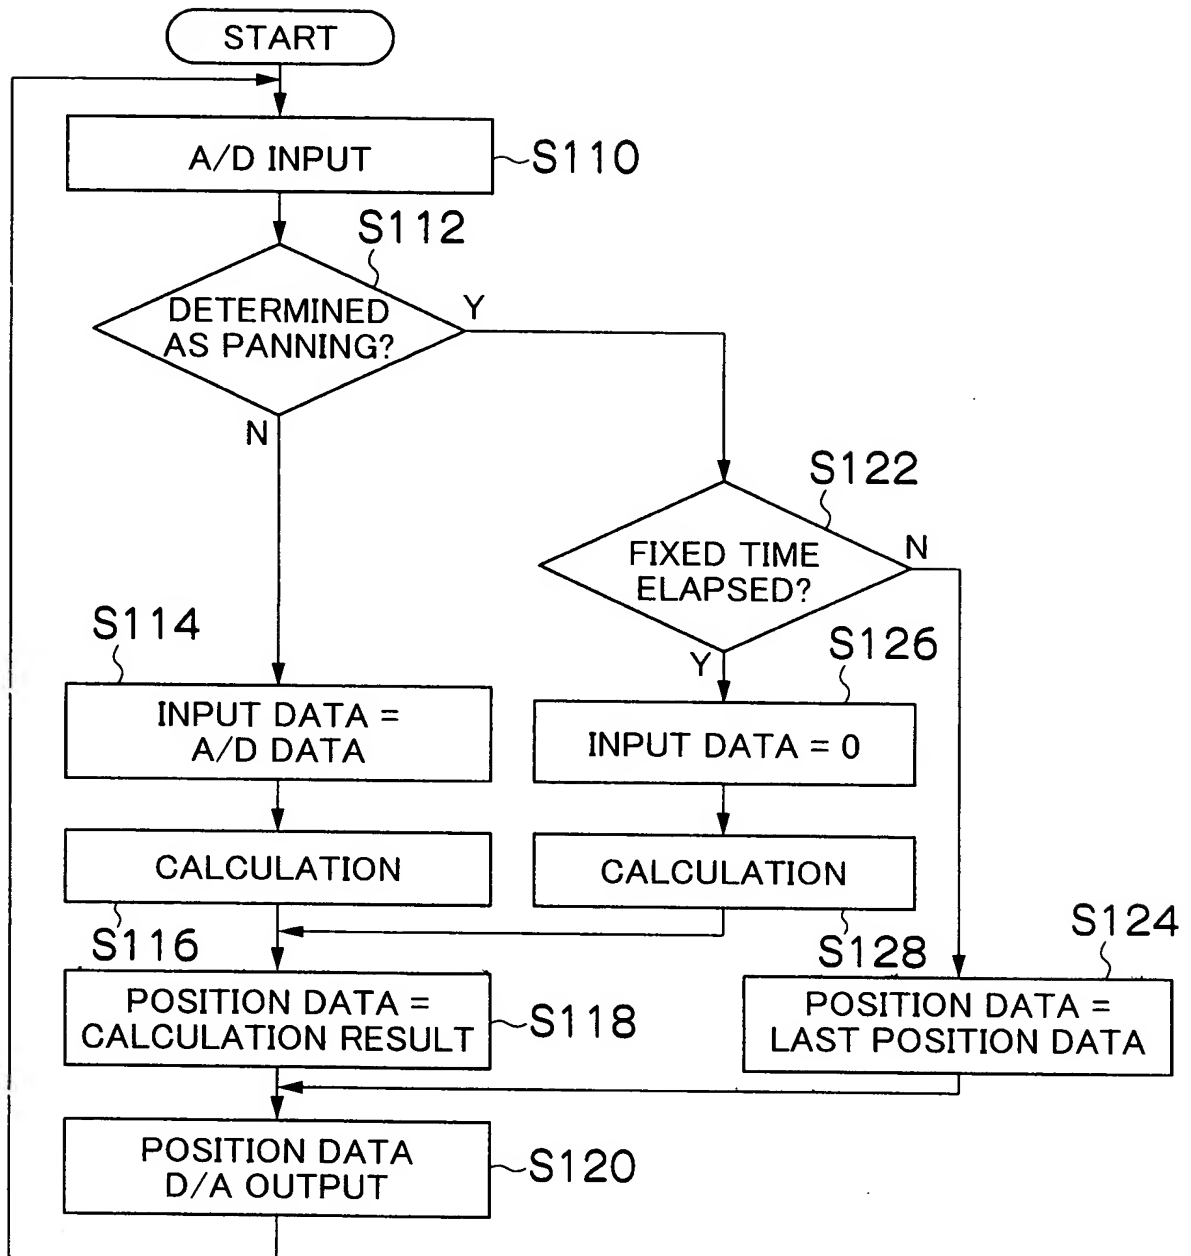 START
A/D INPUT
S110
S112
DETERMINED
AS PANNING?
Y
N
S122
FIXED TIME
ELAPSED?
N
Y
S114
INPUT DATA =
A/D DATA
S126
INPUT DATA = 0
CALCULATION
S116
CALCULATION
S128
S124
POSITION DATA =
CALCULATION RESULT
S118
POSITION DATA =
LAST POSITION DATA
POSITION DATA
D/A OUTPUT
S120